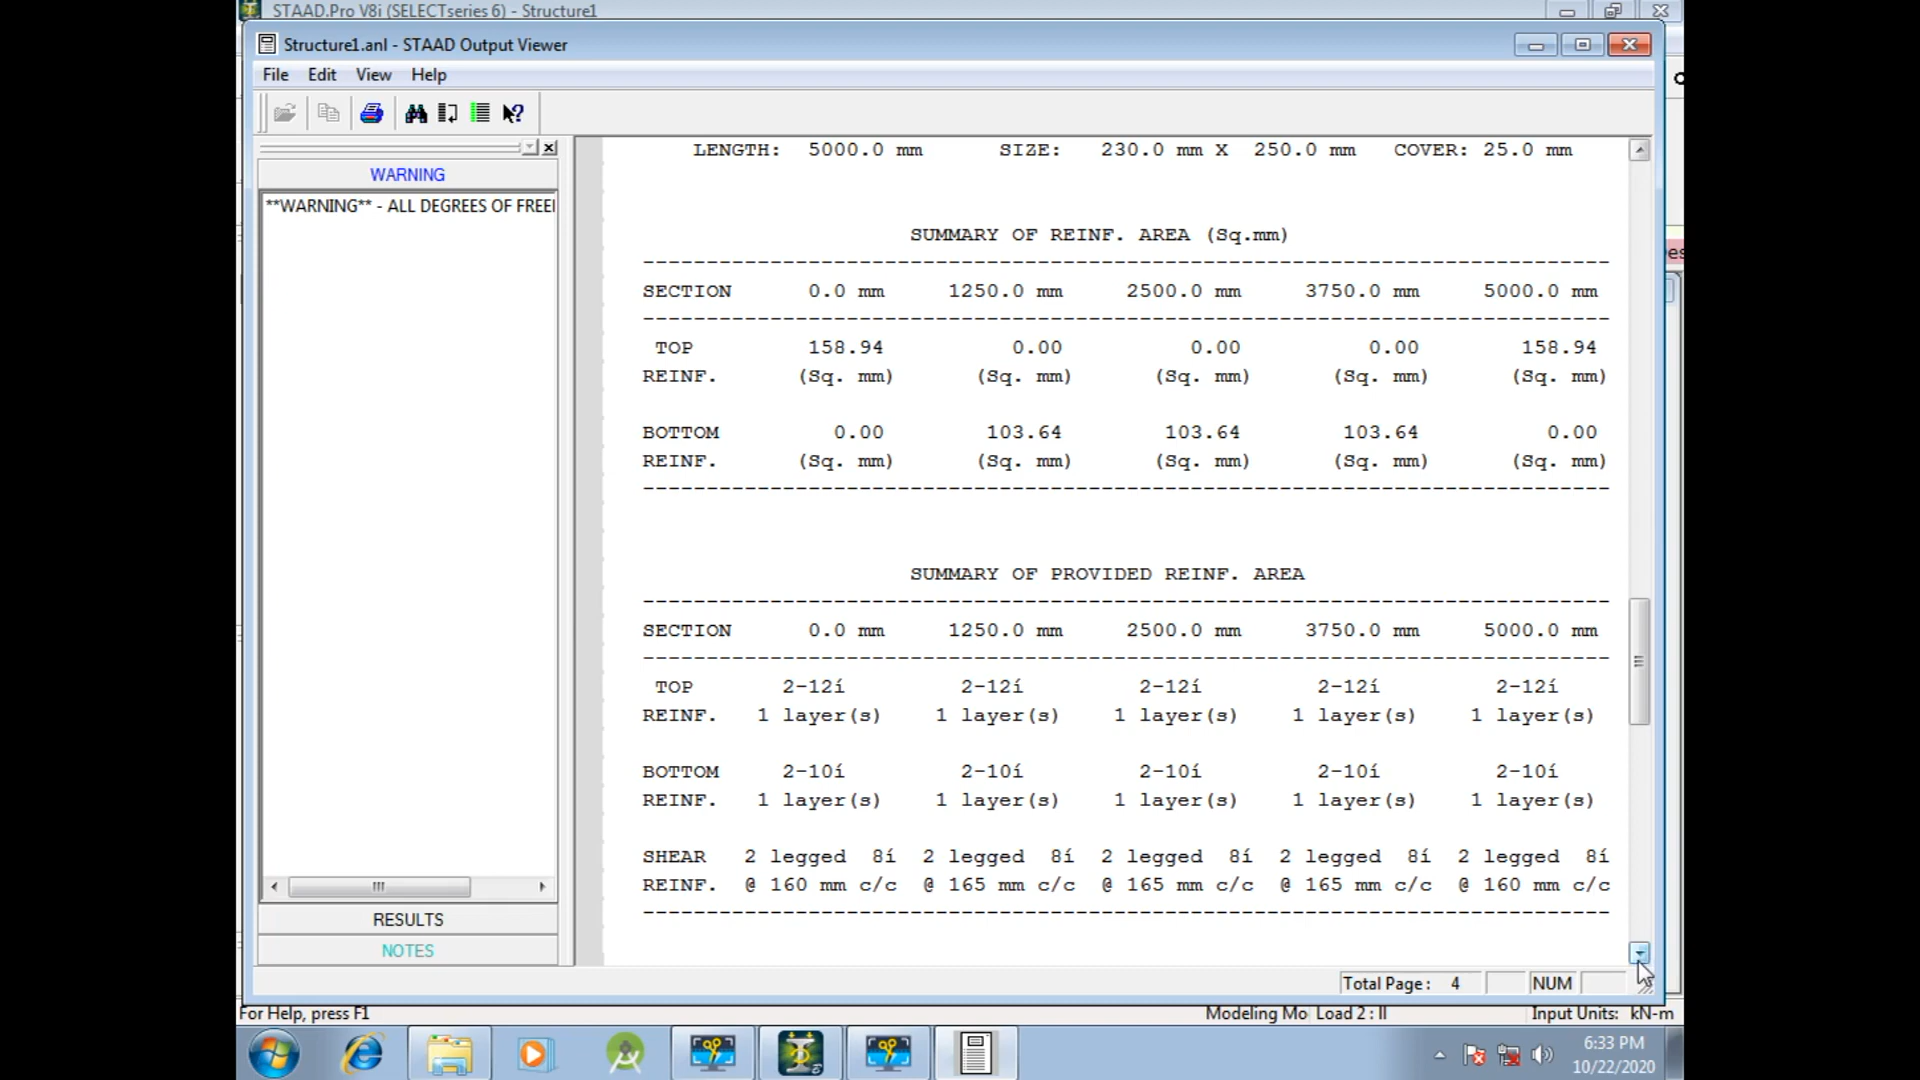 STAAD.Pro V8i (SELECTseries 6) - Structure1
Structure1.anl - STAAD Output Viewer
File Edit View Help
WARNING
**WARNING** - ALL DEGREES OF FREE
RESULTS
NOTES
LENGTH: 5000.0 mm SIZE: 230.0 mm X 250.0 mm COVER: 25.0 mm
SUMMARY OF REINF. AREA (Sq.mm)
----------------------------------------------------------------------------
SECTION 0.0 mm 1250.0 mm 2500.0 mm 3750.0 mm 5000.0 mm
----------------------------------------------------------------------------
TOP 158.94 0.00 0.00 0.00 158.94
REINF. (Sq. mm) (Sq. mm) (Sq. mm) (Sq. mm) (Sq. mm)
BOTTOM 0.00 103.64 103.64 103.64 0.00
REINF. (Sq. mm) (Sq. mm) (Sq. mm) (Sq. mm) (Sq. mm)
----------------------------------------------------------------------------
SUMMARY OF PROVIDED REINF. AREA
----------------------------------------------------------------------------
SECTION 0.0 mm 1250.0 mm 2500.0 mm 3750.0 mm 5000.0 mm
----------------------------------------------------------------------------
TOP 2-12í 2-12í 2-12í 2-12í 2-12í
REINF. 1 layer(s) 1 layer(s) 1 layer(s) 1 layer(s) 1 layer(s)
BOTTOM 2-10í 2-10í 2-10í 2-10í 2-10í
REINF. 1 layer(s) 1 layer(s) 1 layer(s) 1 layer(s) 1 layer(s)
SHEAR 2 legged 8í 2 legged 8í 2 legged 8í 2 legged 8í 2 legged 8í
REINF. @ 160 mm c/c @ 165 mm c/c @ 165 mm c/c @ 165 mm c/c @ 160 mm c/c
----------------------------------------------------------------------------
Total Page: 4 NUM
For Help, press F1 Modeling Mo Load 2 : ll Input Units: kN-m
6:33 PM
10/22/2020